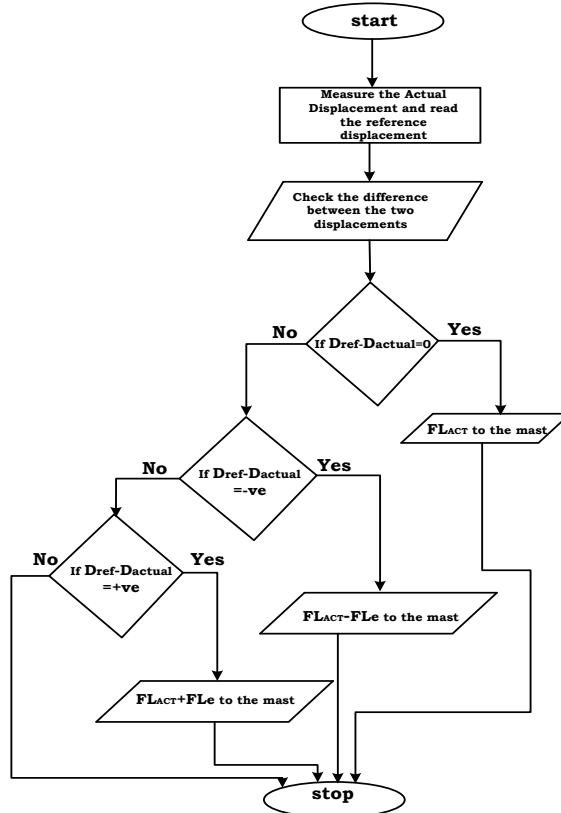 start
Measure the Actual
Displacement and read
the reference
displacement
Check the difference
between the two
displacements
No
Yes
If Dref-Dactual=0
FLACT to the mast
No
If Dref-Dactual
=-ve
Yes
No
If Dref-Dactual
=+ve
Yes
FLACT-FLe to the mast
FLACT+FLe to the mast
stop